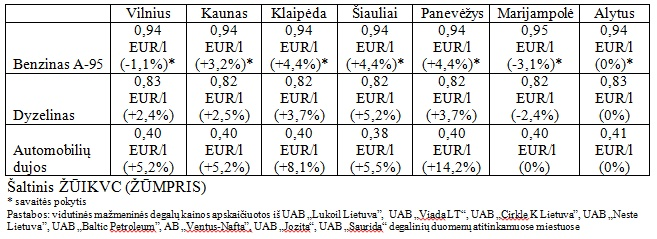 Vilnius Kaunas Klaipėda Šiauliai Panevėžys Marijampolė Alytus
0,94 0,94 0,94 0,94 0,94 0,95 0,94
EUR/l EUR/l EUR/l EUR/l EUR/l EUR/l EUR/l
Benzinas A-95 (-1,1%)* (+3,2%)* (+4,4%)* (+4,4%)* (+4,4%)* (-3,1%)* (0%)*
0,83 0,82 0,82 0,82 0,82 0,82 0,83
EUR/l EUR/l EUR/l EUR/l EUR/l EUR/l EUR/l
Dyzelinas (+2,4%) (+2,5%) (+3,7%) (+5,2%) (+3,7%) (-2,4%) (0%)
0,40 0,40 0,40 0,38 0,40 0,40 0,41
Automobilių EUR/l EUR/l EUR/l EUR/l EUR/l EUR/l EUR/l
dujos (+5,2%) (+5,2%) (+8,1%) (+5,5%) (+14,2%) (0%) (0%)
Šaltinis ŽŪIKVC (ŽŪMPRIS)
* savaitės pokytis
Pastabos: vidutinės mažmeninės degalų kainos apskaičiuotos iš UAB „Lukoil Lietuva", UAB „Viada LT", UAB „Cirkle K Lietuva", UAB „Neste
Lietuva", UAB „Baltic Petroleum", AB „Ventus-Nafta", UAB „Jozita", UAB „Saurida" degalinių duomenų atitinkamuose miestuose